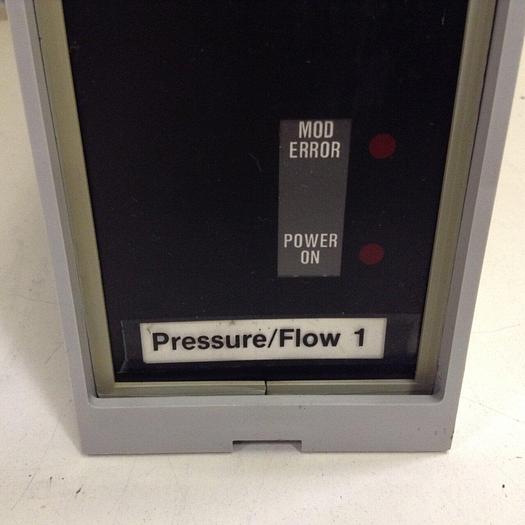 MOD
ERROR
POWER
ON
Pressure/Flow 1